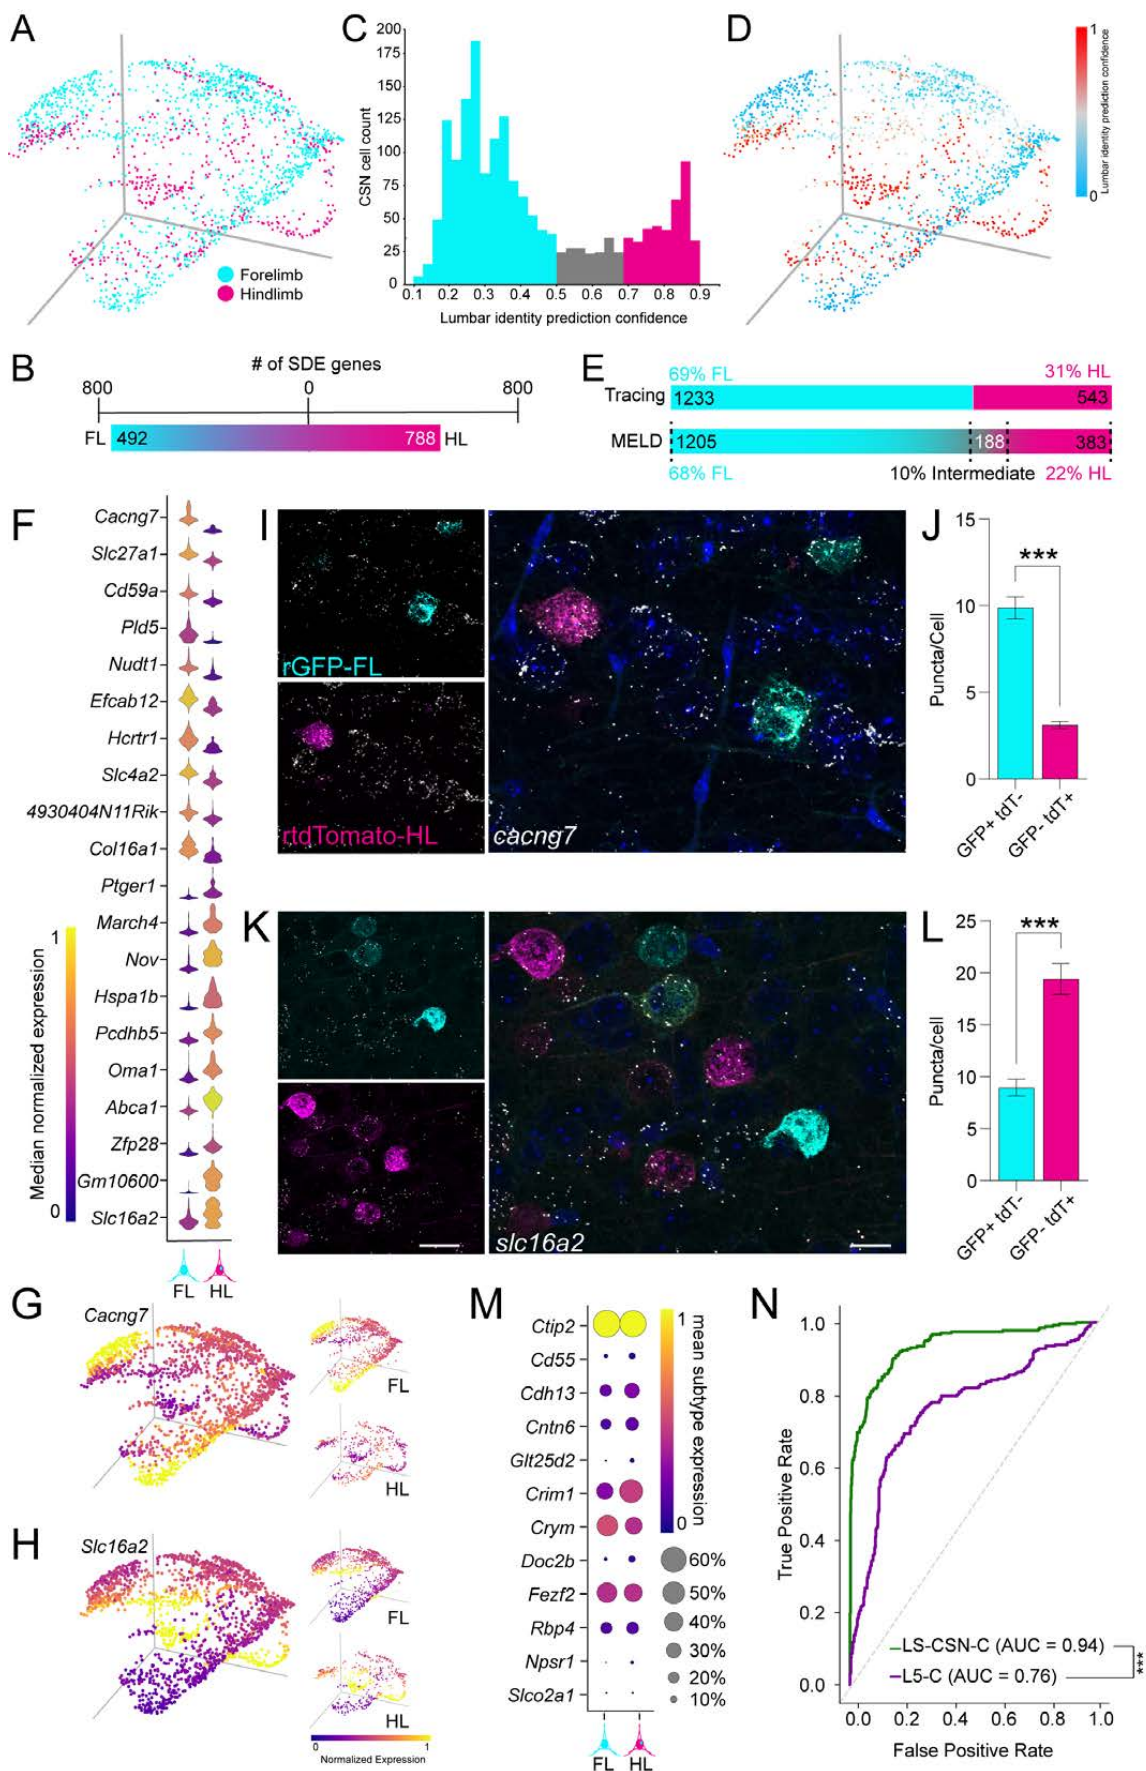 A
Forelimb
Hindlimb
C
200
175
150
125
100
75
50
25
0
CSN cell count
0.1 0.2 0.3 0.4 0.5 0.6 0.7 0.8 0.9
Lumbar identity prediction confidence
D
1
0
Lumbar identity prediction confidence
B
# of SDE genes
800 0 800
FL 492 788 HL
E
69% FL 31% HL
Tracing 1233 543
MELD 1205 188 383
68% FL 10% Intermediate 22% HL
F
Cacng7
Slc27a1
Cd59a
Pld5
Nudt1
Efcab12
Hcrtr1
Slc4a2
4930404N11Rik
Col16a1
Ptger1
March4
Nov
Hspa1b
Pcdhb5
Oma1
Abca1
Zfp28
Gm10600
Slc16a2
Median normalized expression
1
0
FL HL
I
rGFP-FL
rtdTomato-HL
cacng7
J
15
10
5
0
Puncta/Cell
***
GFP+ tdT-
GFP- tdT+
K
slc16a2
L
25
20
15
10
5
0
Puncta/cell
***
GFP+ tdT-
GFP- tdT+
G
Cacng7
FL
HL
H
Slc16a2
FL
HL
0 1
Normalized Expression
M
Ctip2
Cd55
Cdh13
Cntn6
Glt25d2
Crim1
Crym
Doc2b
Fezf2
Rbp4
Npsr1
Slco2a1
1
0
mean subtype expression
60%
50%
40%
30%
20%
10%
FL HL
N
1.0
0.8
0.6
0.4
0.2
0.0
True Positive Rate
LS-CSN-C (AUC = 0.94)
L5-C (AUC = 0.76)
***
0.0 0.2 0.4 0.6 0.8 1.0
False Positive Rate